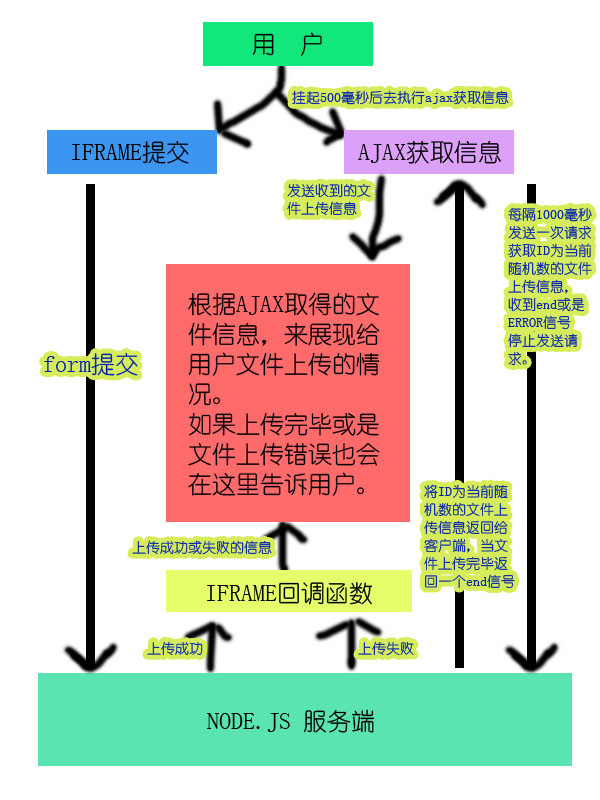 用 户
挂起500毫秒后去执行ajax获取信息
IFRAME提交
AJAX获取信息
发送收到的文
件上传信息
每隔1000毫秒
发送一次请求
获取ID为当前
随机数的文件
上传信息,
收到end或是
ERROR信号
停止发送请
求。
根据AJAX取得的文
件信息，来展现给
用户文件上传的情
况。
如果上传完毕或是
文件上传错误也会
在这里告诉用户。
form提交
将ID为当前随
机数的文件上
传信息返回给
客户端，当文
件上传完毕返
回一个end信号
上传成功或失败的信息
IFRAME回调函数
上传成功
上传失败
NODE.JS 服务端